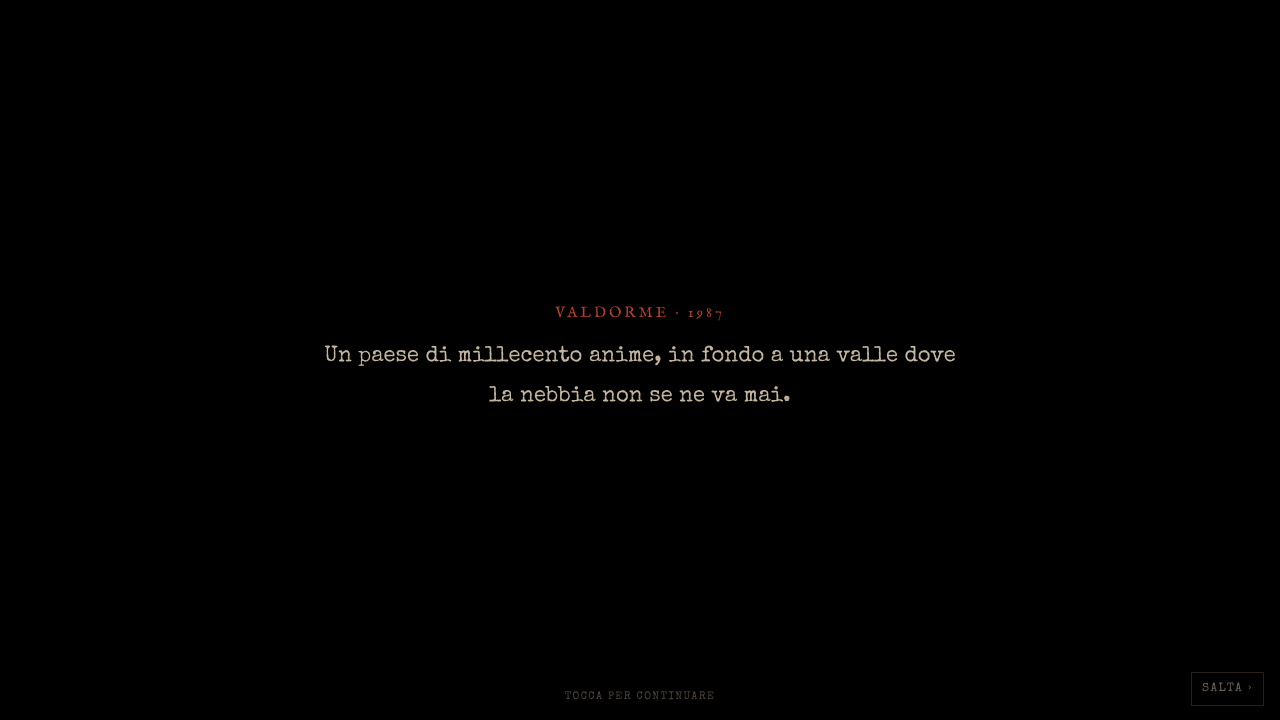 VALDORME · 1987
Un paese di millecento anime, in fondo a una valle dove
la nebbia non se ne va mai.
TOCCA PER CONTINUARE
SALTA ›